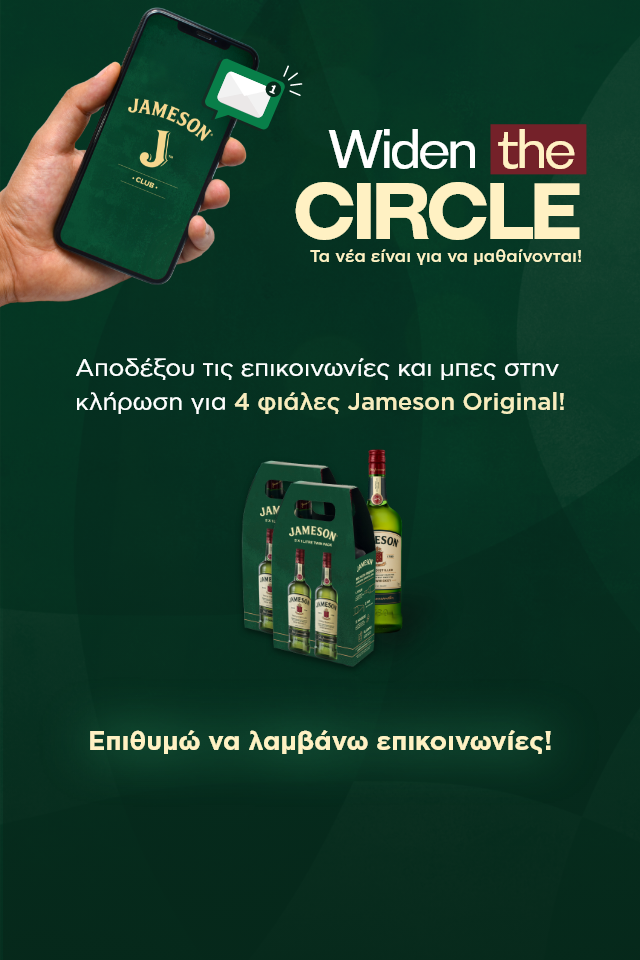 JAMESON
J
• CLUB •
1
Widen the
CIRCLE
Τα νέα είναι για να μαθαίνονται!
Αποδέξου τις επικοινωνίες και μπες στην
κλήρωση για 4 φιάλες Jameson Original!
JAMESON
JAMESON
JAMESON
JAMESON
Επιθυμώ να λαμβάνω επικοινωνίες!